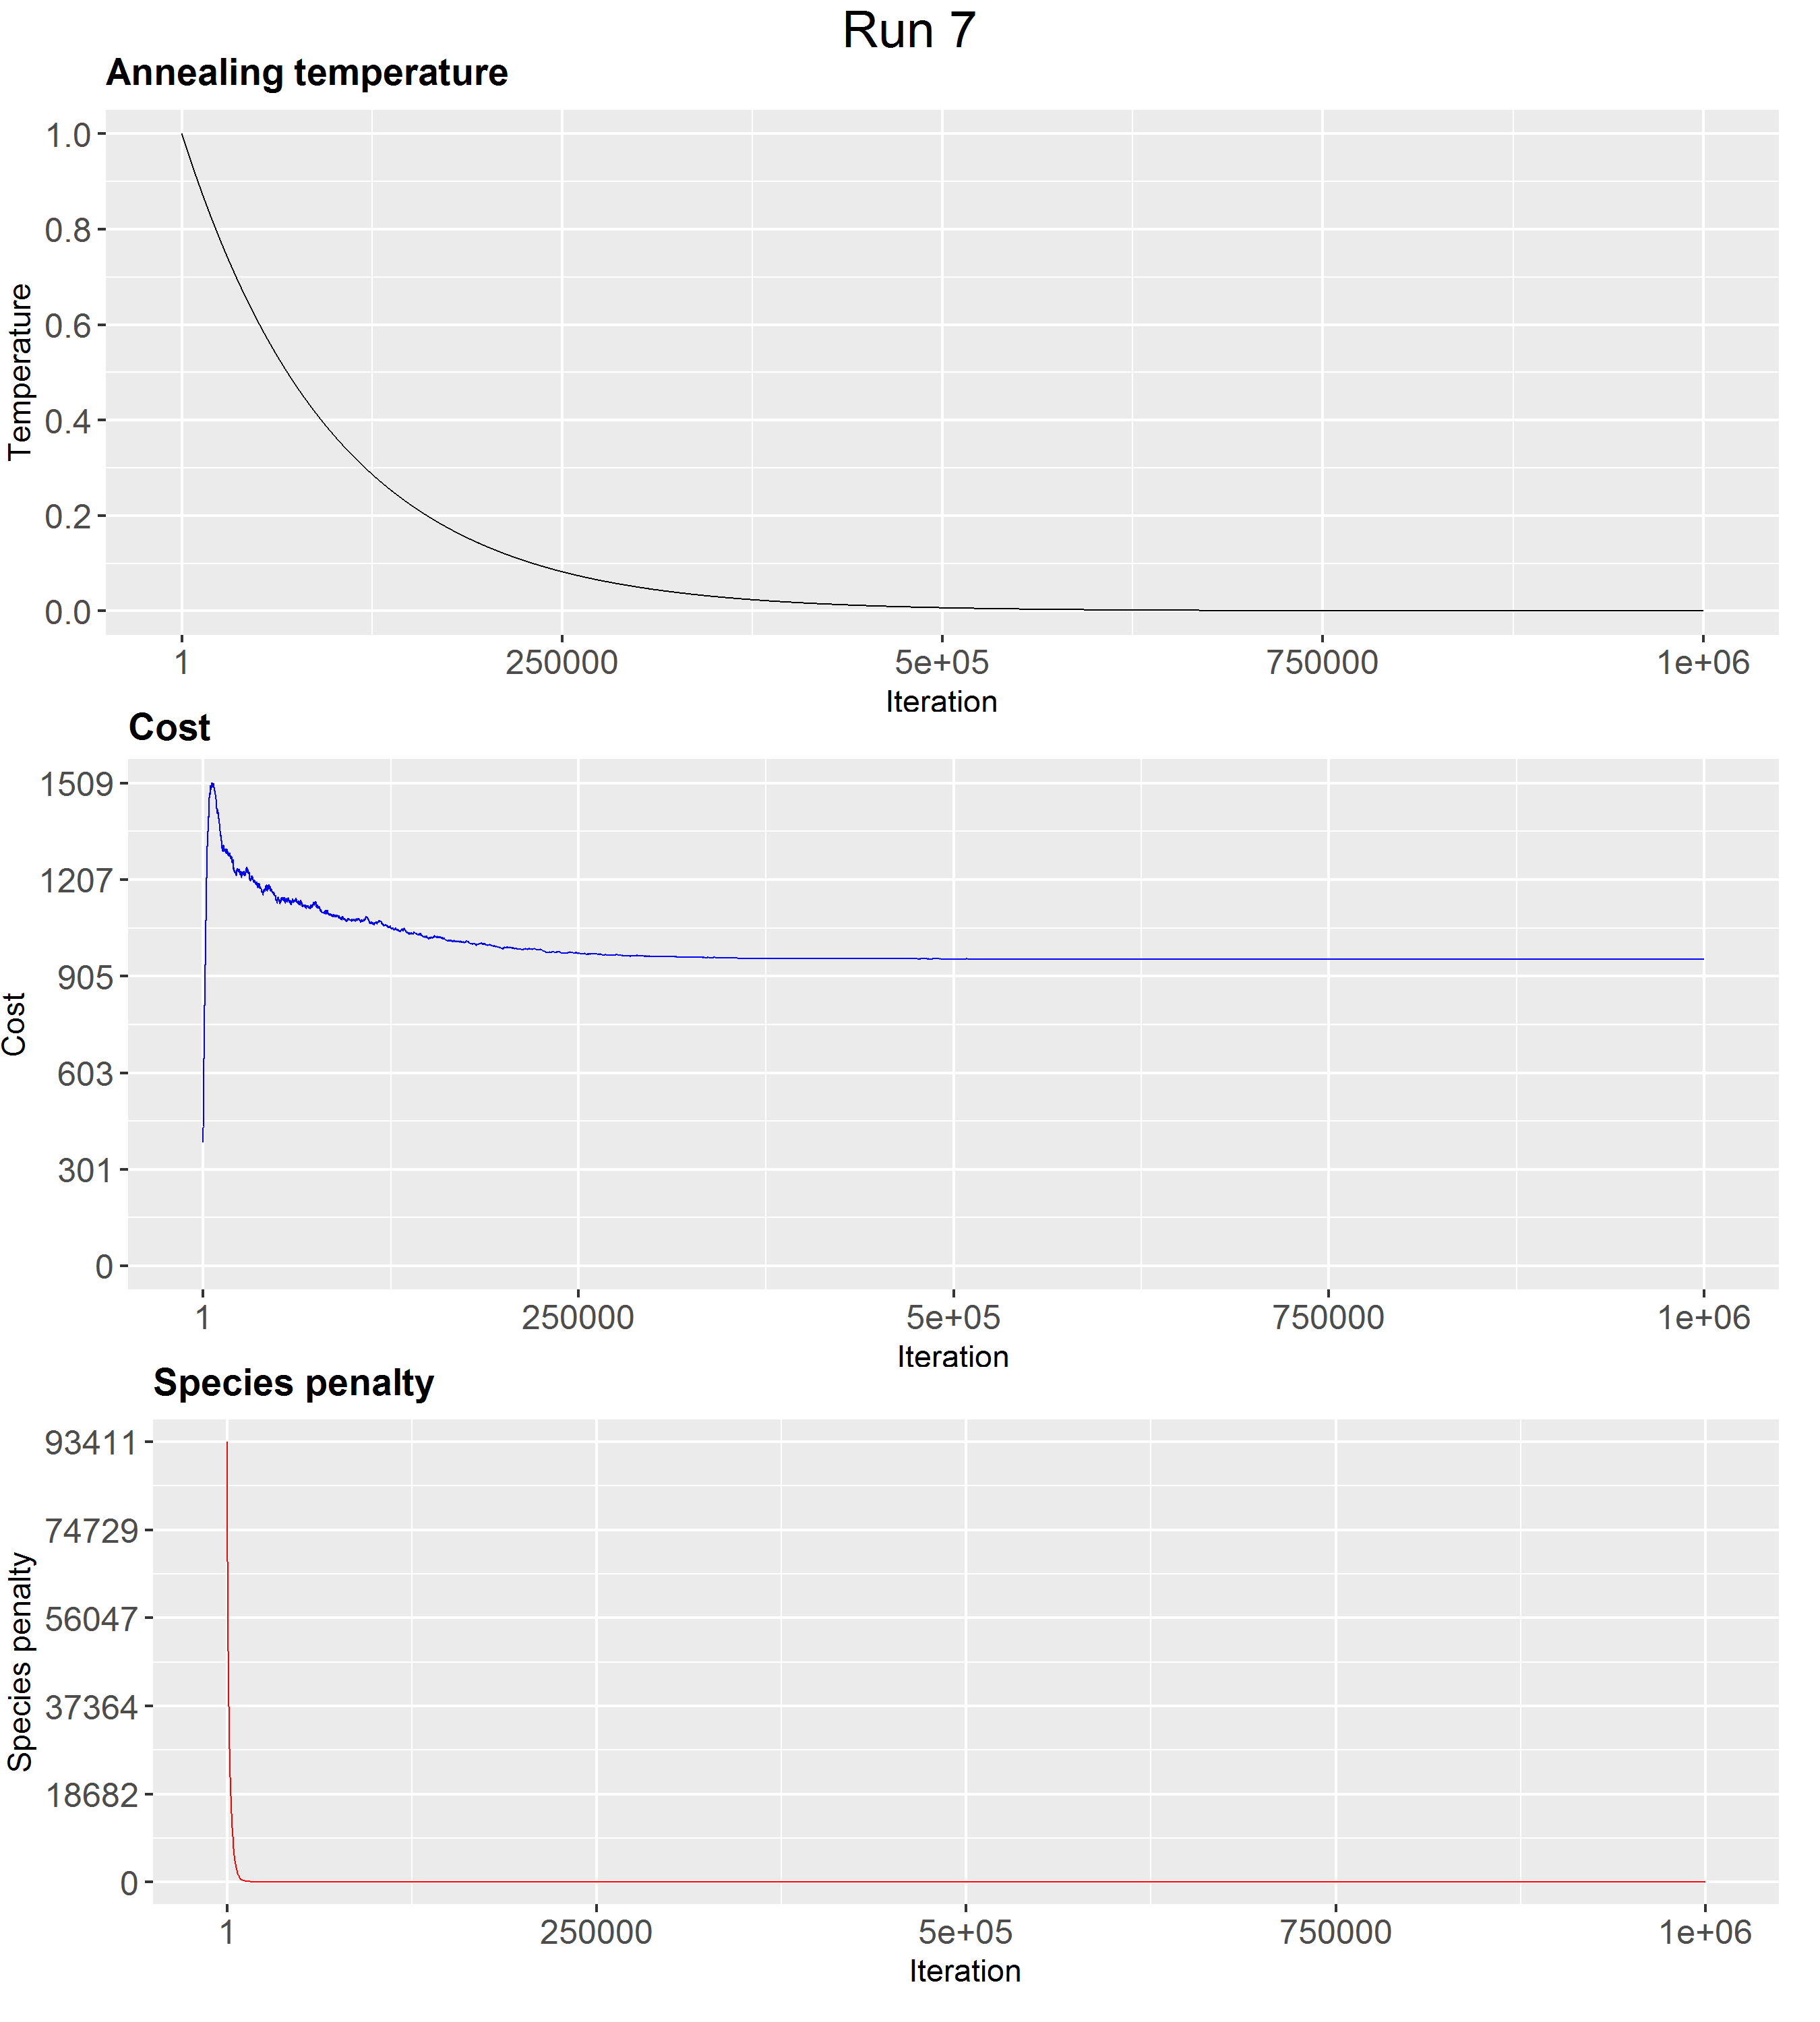 Run 7
Annealing temperature
Temperature
1.0
0.8
0.6
0.4
0.2
0.0
1 250000 5e+05 750000 1e+06
Iteration
Cost
Cost
1509
1207
905
603
301
0
1 250000 5e+05 750000 1e+06
Iteration
Species penalty
Species penalty
93411
74729
56047
37364
18682
0
1 250000 5e+05 750000 1e+06
Iteration